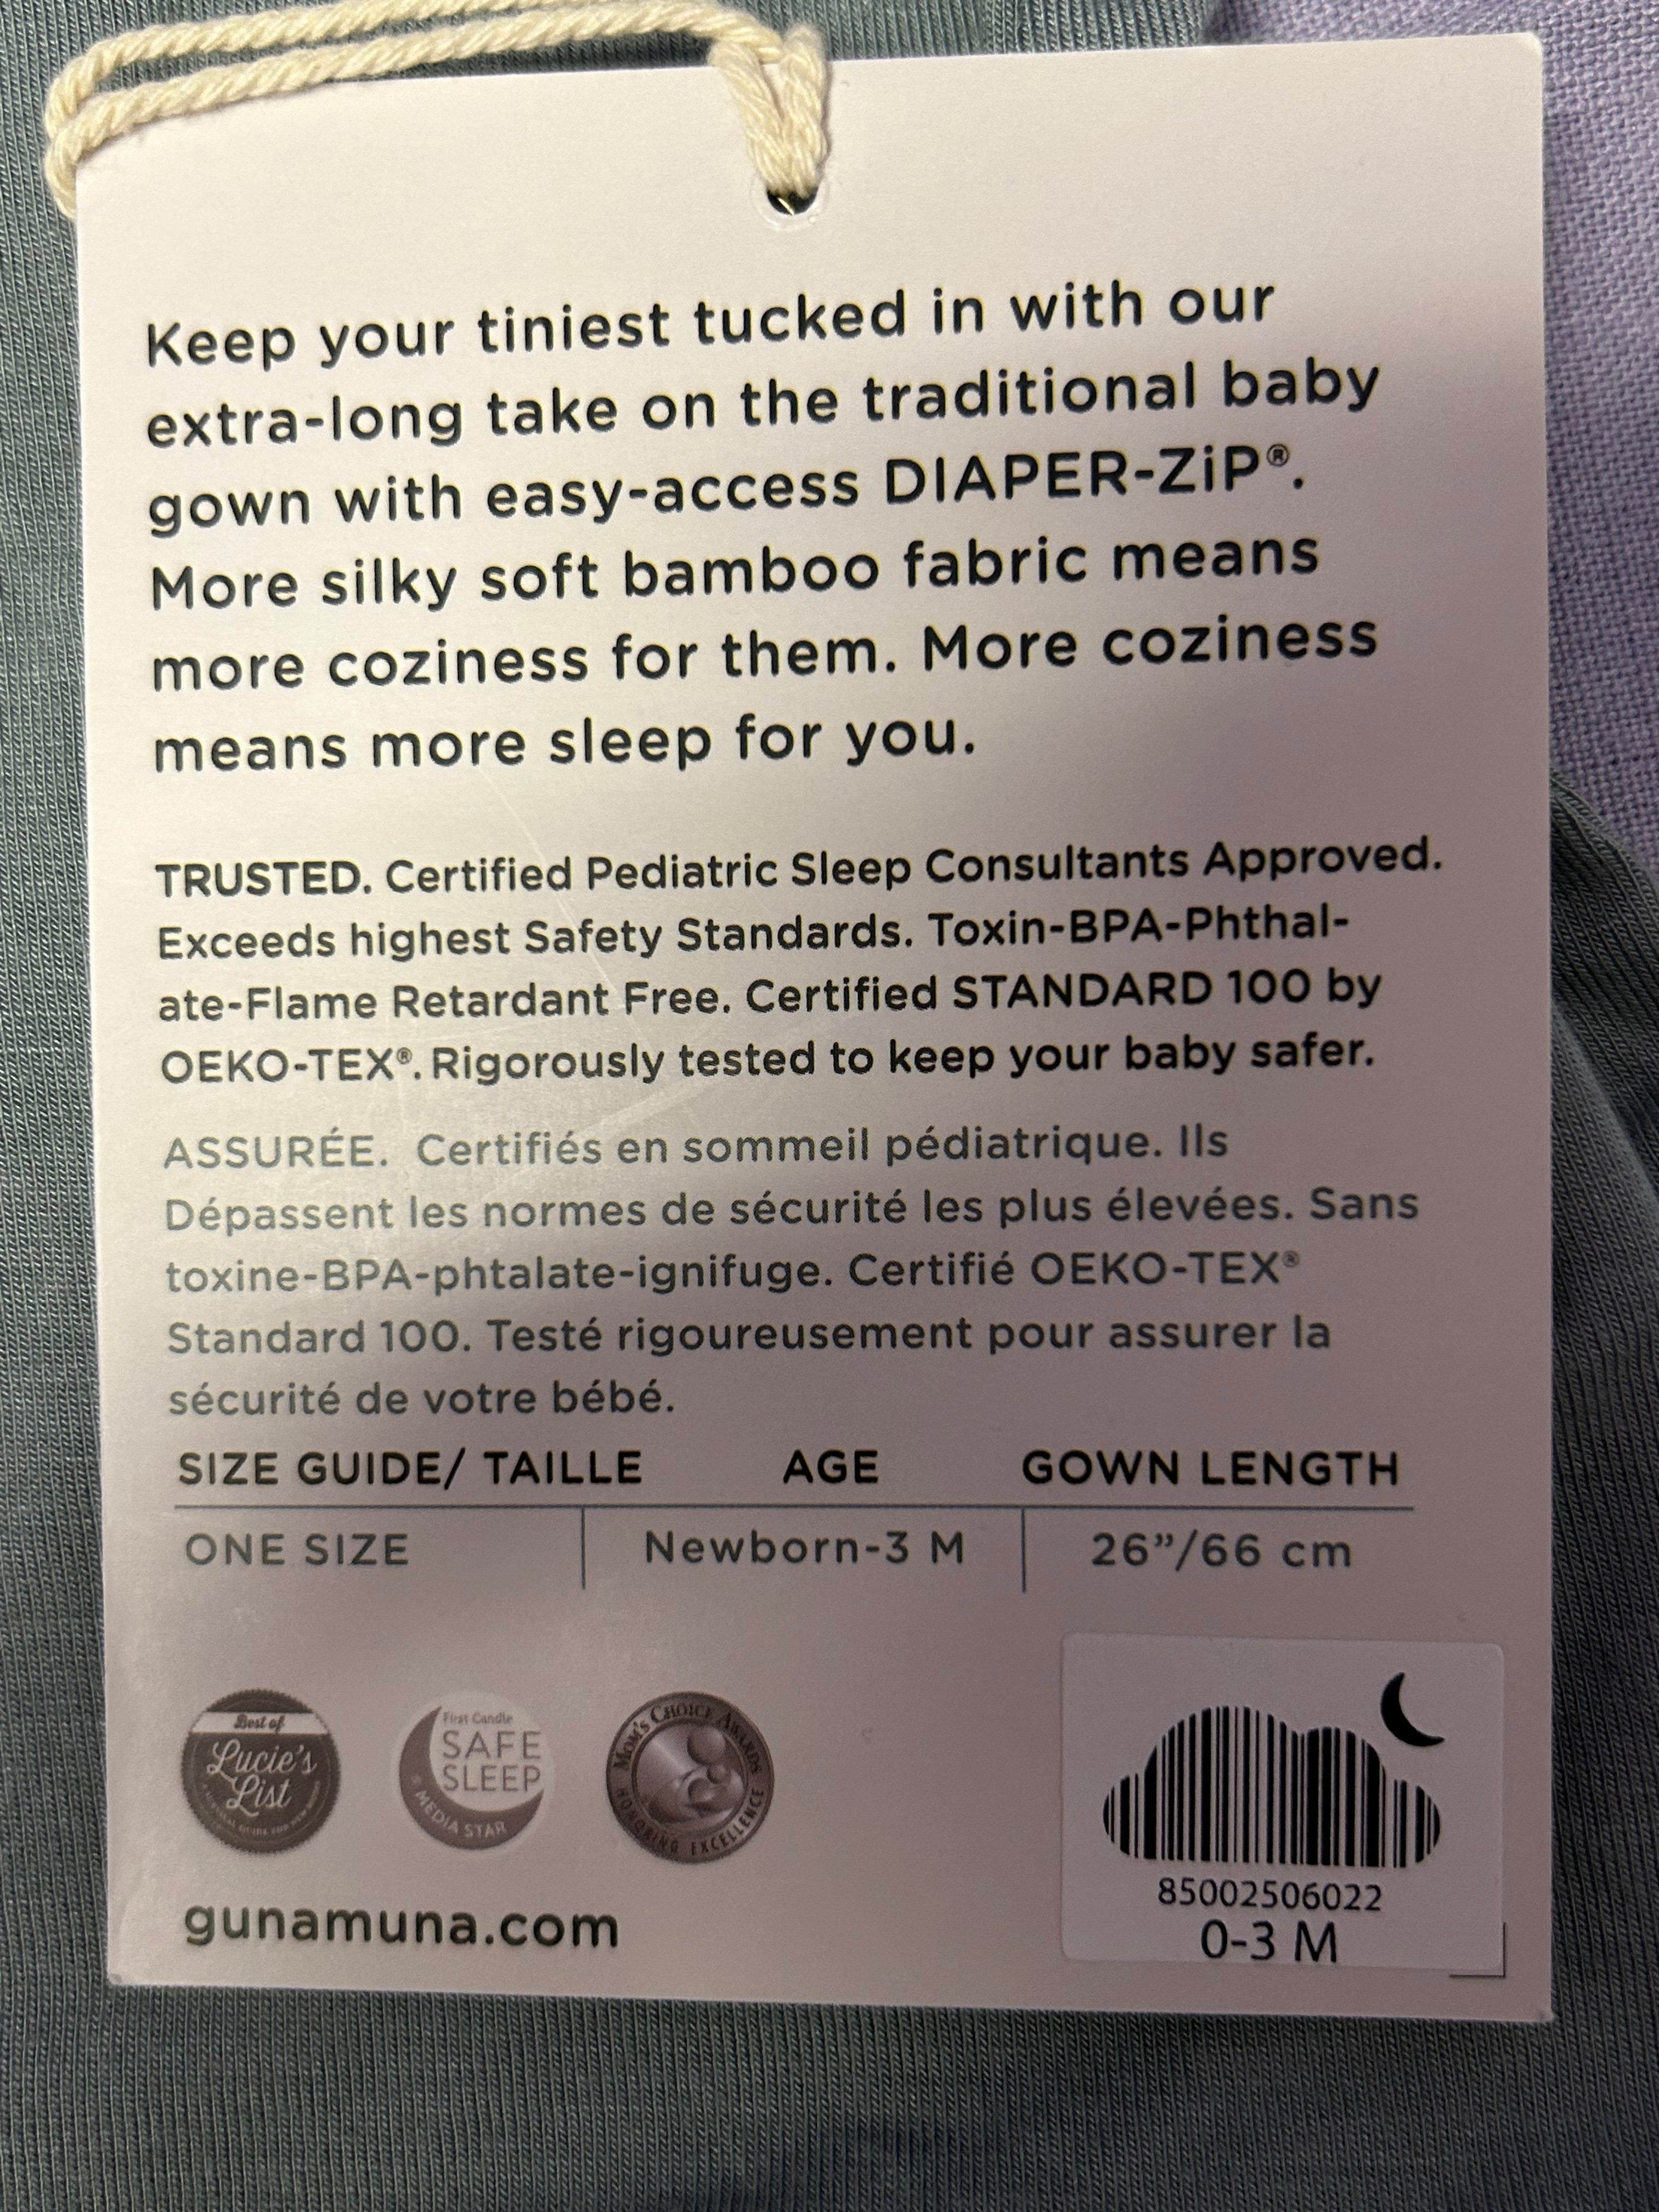 Keep your tiniest tucked in with our
extra-long take on the traditional baby
gown with easy-access DIAPER-ZiP®.
More silky soft bamboo fabric means
more coziness for them. More coziness
means more sleep for you.
TRUSTED. Certified Pediatric Sleep Consultants Approved.
Exceeds highest Safety Standards. Toxin-BPA-Phthal-
ate-Flame Retardant Free. Certified STANDARD 100 by
OEKO-TEX®. Rigorously tested to keep your baby safer.
ASSURÉE. Certifiés en sommeil pédiatrique. Ils
Dépassent les normes de sécurité les plus élevées. Sans
toxine-BPA-phtalate-ignifuge. Certifié OEKO-TEX®
Standard 100. Testé rigoureusement pour assurer la
sécurité de votre bébé.
SIZE GUIDE/ TAILLE AGE GOWN LENGTH
ONE SIZE Newborn-3 M 26”/66 cm
Best of
Lucie's
List
First Candle
SAFE
SLEEP
MEDIA STAR
MOM'S CHOICE AWARDS
HONORING EXCELLENCE
gunamuna.com
85002506022
0-3 M